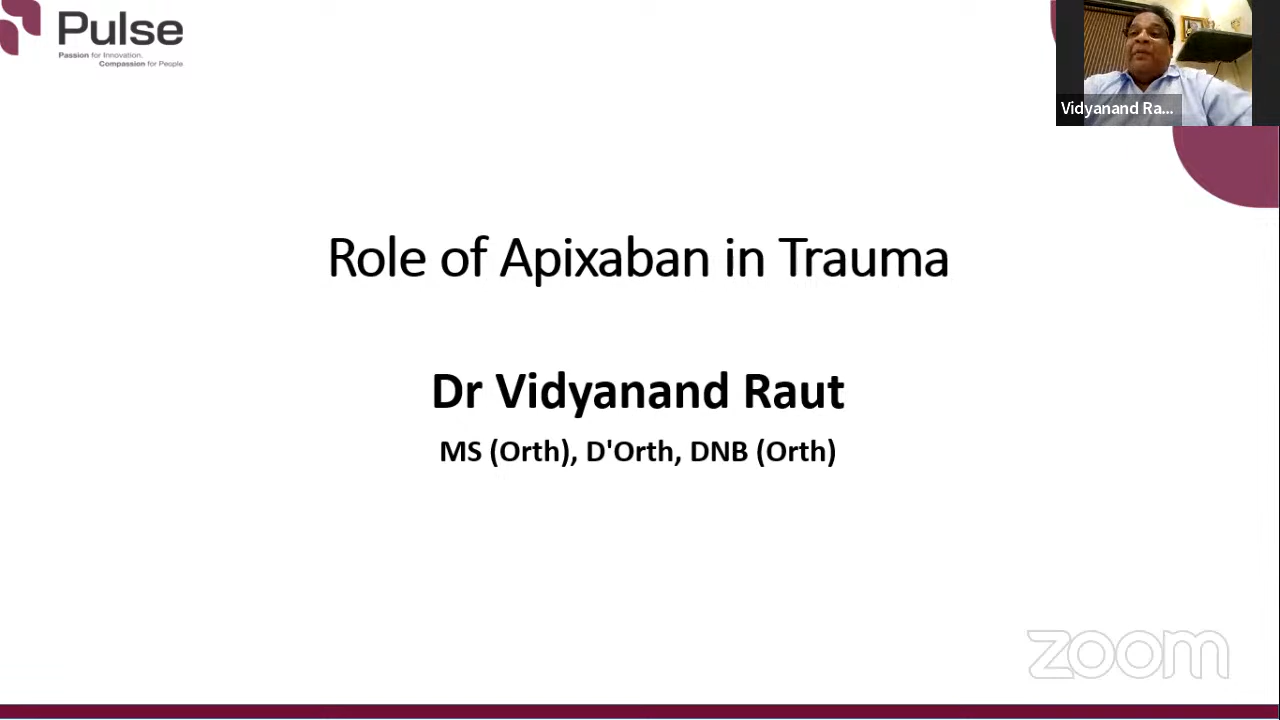 Pulse
Passion for Innovation.
Compassion for People
Vidyanand Ra...
Role of Apixaban in Trauma
Dr Vidyanand Raut
MS (Orth), D'Orth, DNB (Orth)
zoom